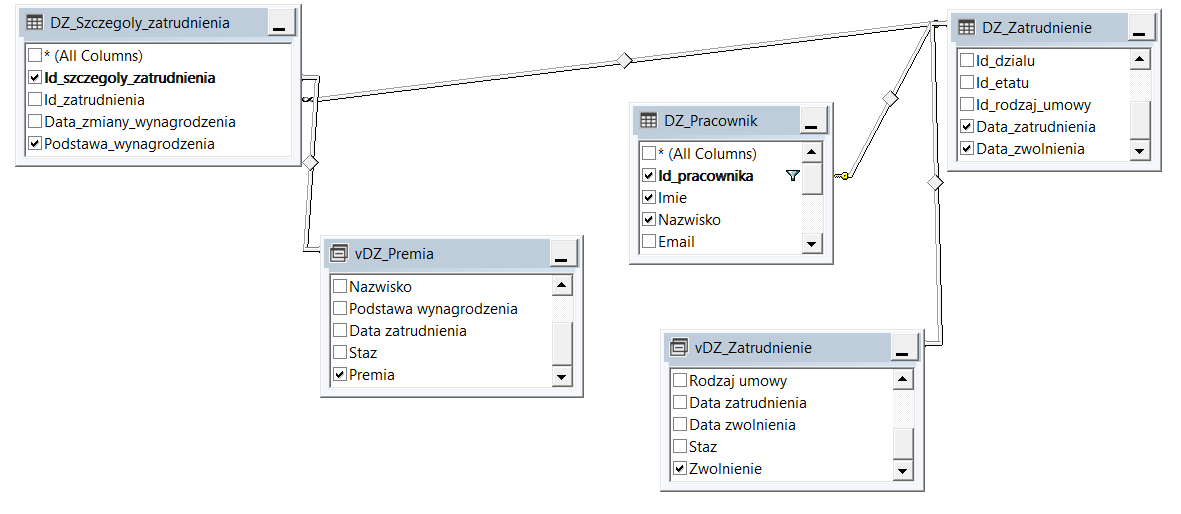 DZ_Szczegoly_zatrudnienia
* (All Columns)
Id_szczegoly_zatrudnienia
Id_zatrudnienia
Data_zmiany_wynagrodzenia
Podstawa_wynagrodzenia
DZ_Zatrudnienie
Id_dzialu
Id_etatu
Id_rodzaj_umowy
Data_zatrudnienia
Data_zwolnienia
DZ_Pracownik
* (All Columns)
Id_pracownika
Imie
Nazwisko
Email
vDZ_Premia
Nazwisko
Podstawa wynagrodzenia
Data zatrudnienia
Staz
Premia
vDZ_Zatrudnienie
Rodzaj umowy
Data zatrudnienia
Data zwolnienia
Staz
Zwolnienie